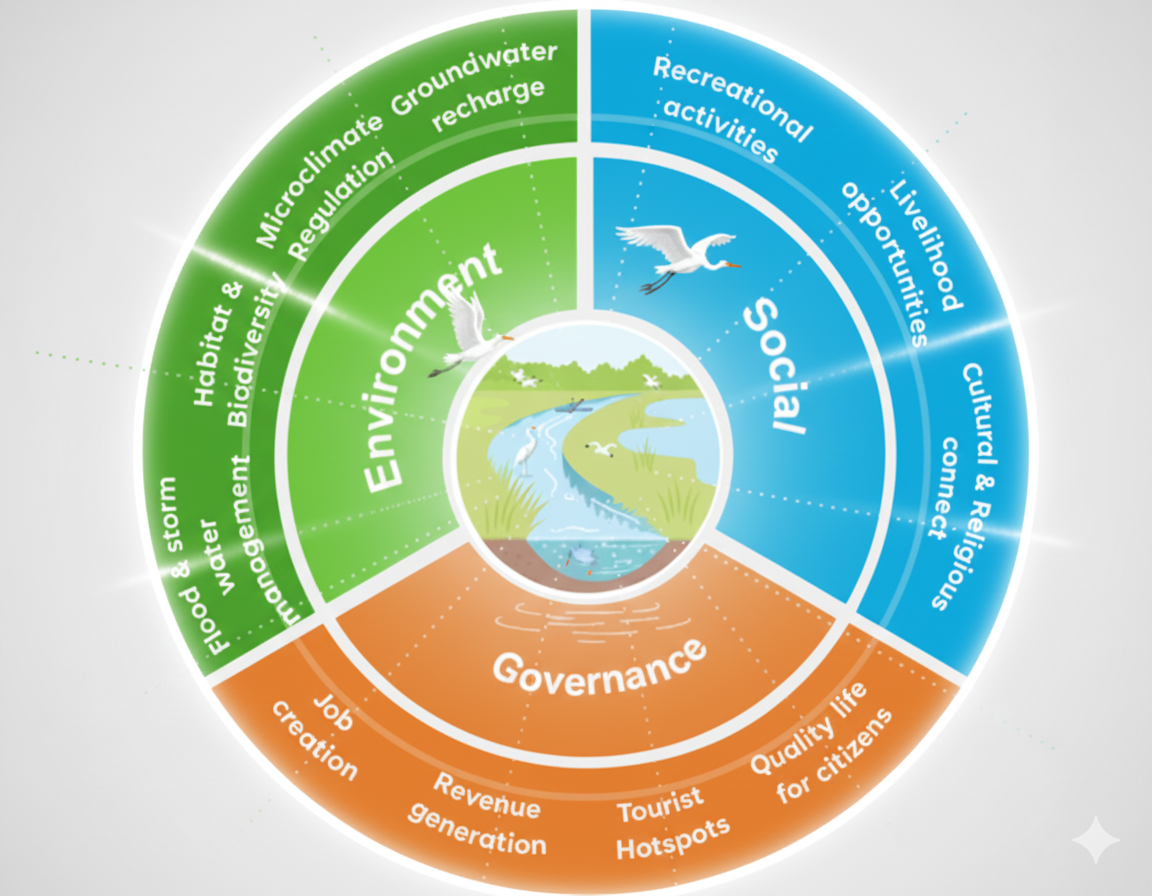 Groundwater
recharge
Microclimate
Regulation
Habitat &
Biodiversity
Flood & storm
water
management
Environment
Recreational
activities
Livelihood
opportunities
Cultural & Religious
connect
Social
Governance
Job
creation
Revenue
generation
Tourist
Hotspots
Quality life
for citizens